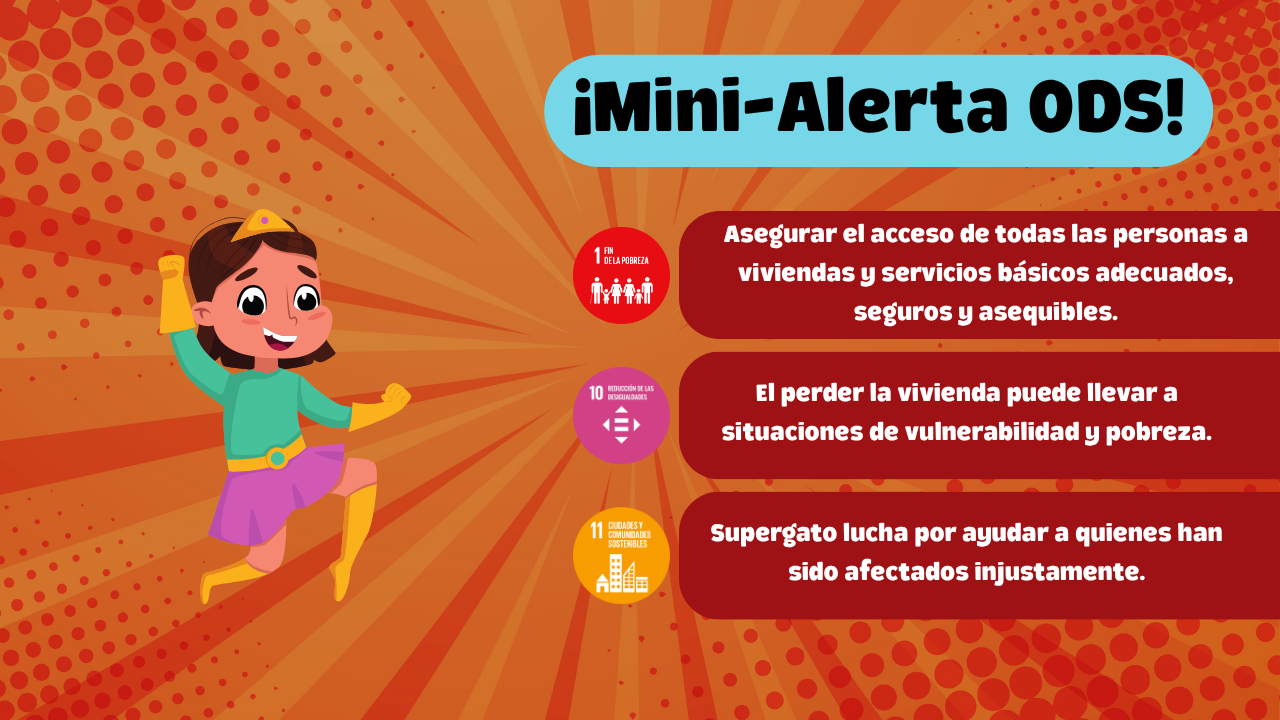 ¡Mini-Alerta ODS!
1 FIN
DE LA POBREZA
Asegurar el acceso de todas las personas a
viviendas y servicios básicos adecuados,
seguros y asequibles.
10 REDUCCIÓN DE LAS
DESIGUALDADES
El perder la vivienda puede llevar a
situaciones de vulnerabilidad y pobreza.
11 CIUDADES Y
COMUNIDADES
SOSTENIBLES
Supergato lucha por ayudar a quienes han
sido afectados injustamente.